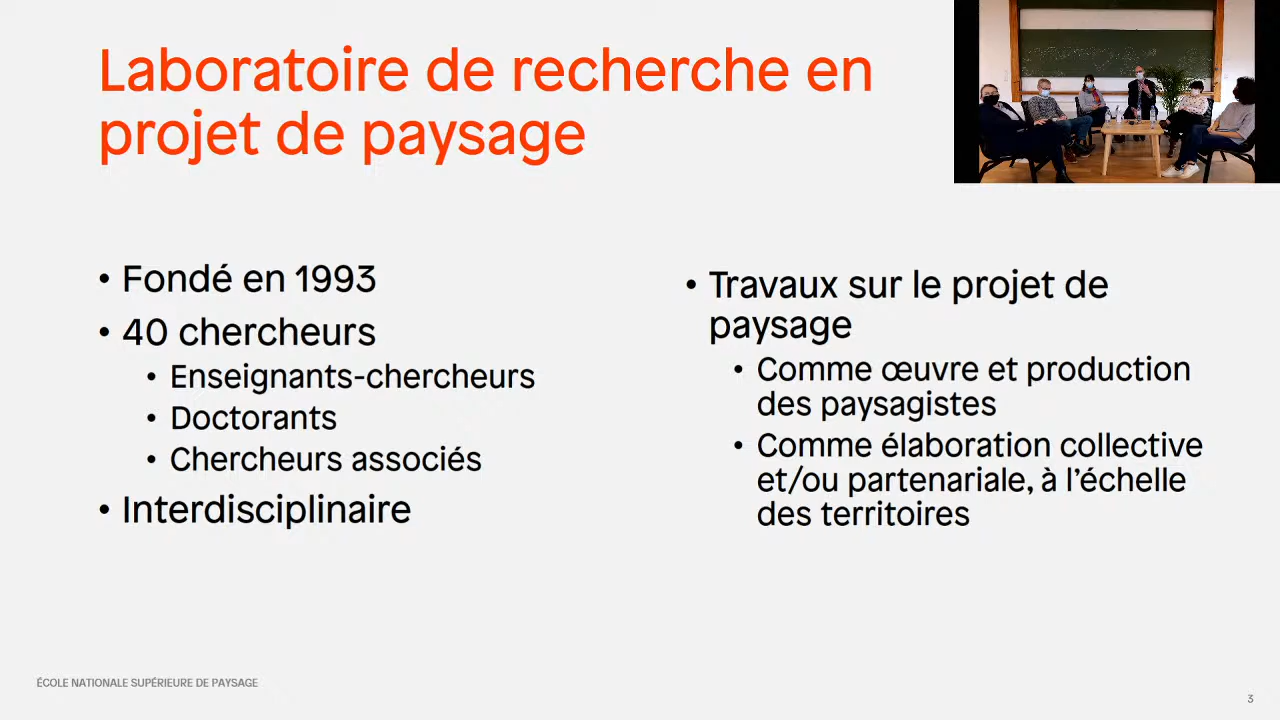 Laboratoire de recherche en
projet de paysage
• Fondé en 1993
• 40 chercheurs
• Enseignants-chercheurs
• Doctorants
• Chercheurs associés
• Interdisciplinaire
• Travaux sur le projet de
paysage
• Comme œuvre et production
des paysagistes
• Comme élaboration collective
et/ou partenariale, à l’échelle
des territoires
ÉCOLE NATIONALE SUPÉRIEURE DE PAYSAGE
3